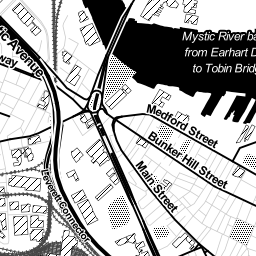 Mystic River ba
from Earhart D
to Tobin Bridg
ic Avenue
way
Medford Street
Bunker Hill Street
Main Street
Leverett Connector